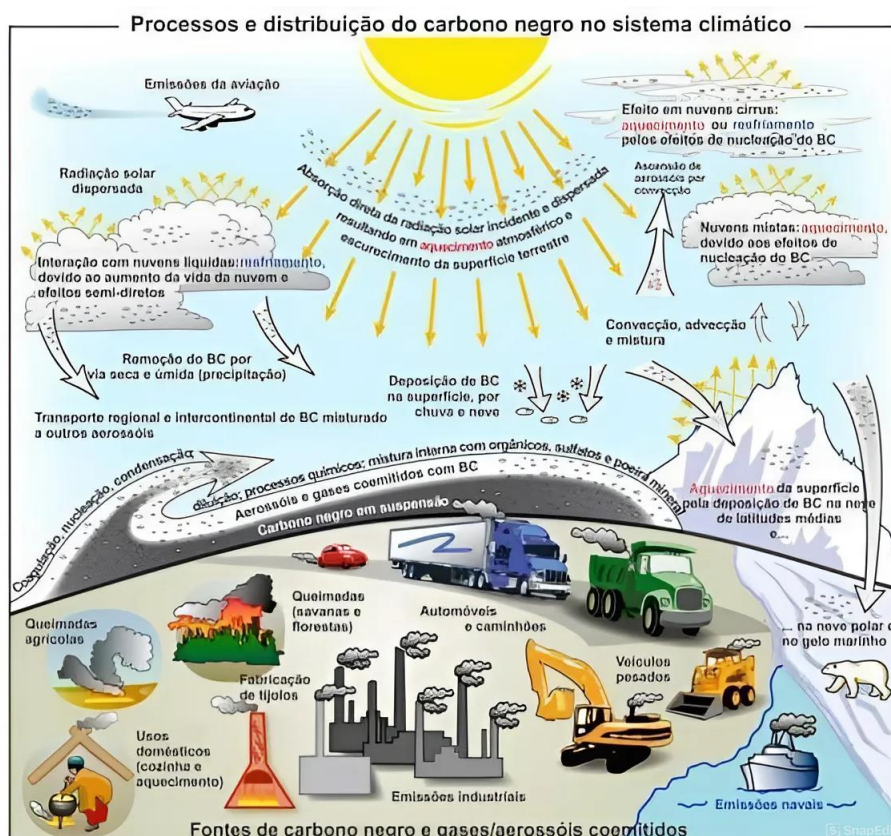 Processos e distribuição do carbono negro no sistema climático
Emissões da aviação
Efeito em nuvens cirrus:
aquecimento ou resfriamento
pelos efeitos de nucleação do BC
Radiação solar
dispersada
Absorção direta da radiação solar incidente e dispersada
resultando em aquecimento atmosférico e
escurecimento da superfície terrestre
Ascensão de
aerossóis por
convecção
Interação com nuvens líquidas:
devido ao aumento da vida da nuvem e
efeitos semi-diretos
Nuvens mistas: aquecimento,
devido aos efeitos de
nucleação do BC
Convecção, advecção
e mistura
Remoção do BC por
via seca e úmida (precipitação)
Deposição de BC
na superfície, por
chuva e neve
Transporte regional e intercontinental de BC misturado
a outros aerossóis
Coagulação, nucleação, condensação,
diluição; processos químicos; mistura interna com orgânicos, sulfetos e poeira mineral
Aerossóis e gases coemitidos com BC
Carbono negro em suspensão
Aquecimento da superfície
pela deposição de BC na neve
de latitudes médias
e...
... na neve polar e
no gelo marinho
Queimadas
agrícolas
Queimadas
(navanas e
florestas)
Automóveis
e caminhões
Veículos
pesados
Fabricação
de tijolos
Usos
domésticos
(cozinha e
aquecimento)
Emissões industriais
Emissões navais
Fontes de carbono negro e gases/aerossóis coemitidos